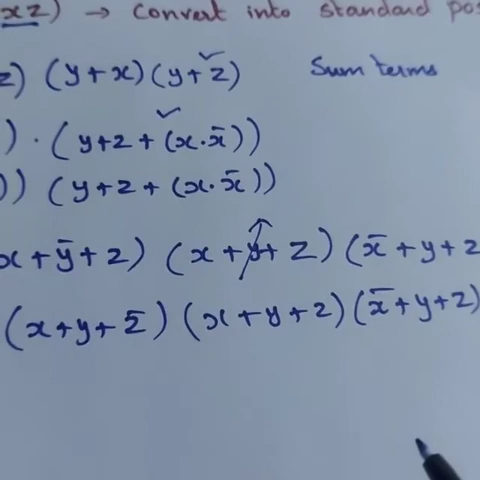 xz) → Convert into standard pos
z) (y+x)(y+z̄) Sum terms
) · (y+z+(x·x̄))
)) (y+z+(x·x̄))
x+ȳ+z) (x+y+z) (x̄+y+z
(x+y+z̄) (x+y+z)(x̄+y+z)